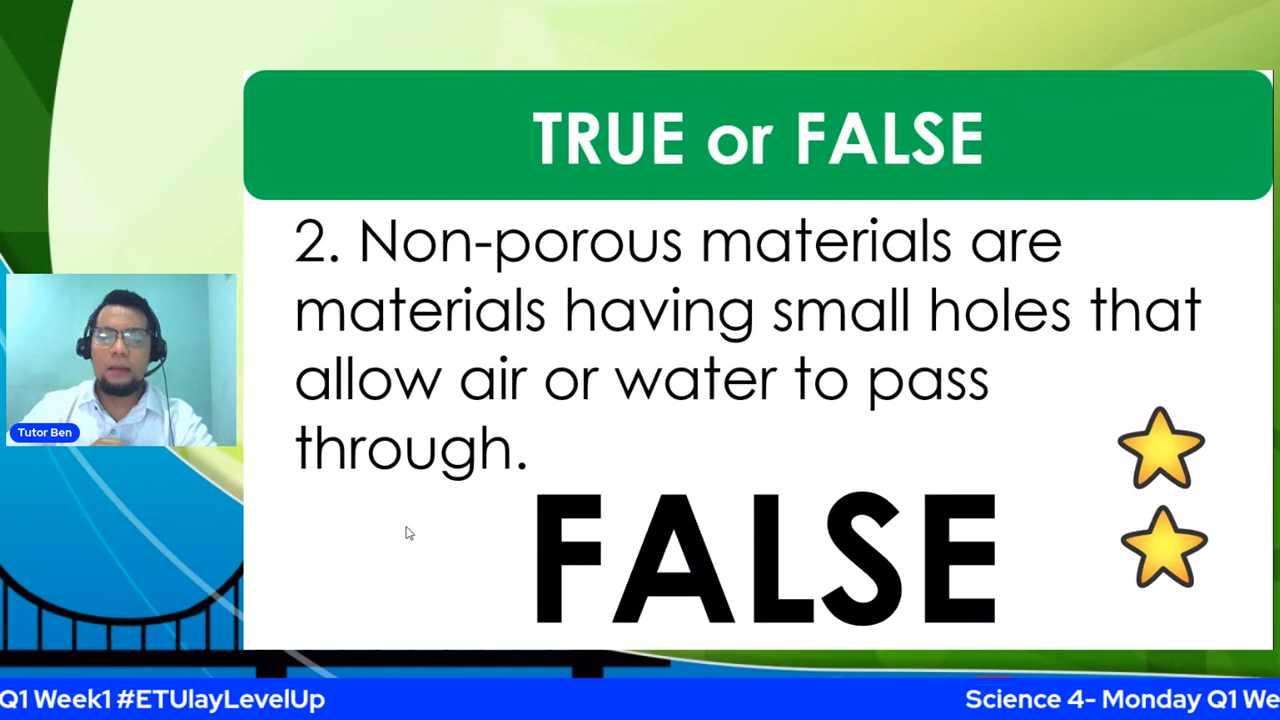 TRUE or FALSE
2. Non-porous materials are
materials having small holes that
allow air or water to pass
through.
FALSE
Tutor Ben
Q1 Week1 #ETUlayLevelUp
Science 4- Monday Q1 We